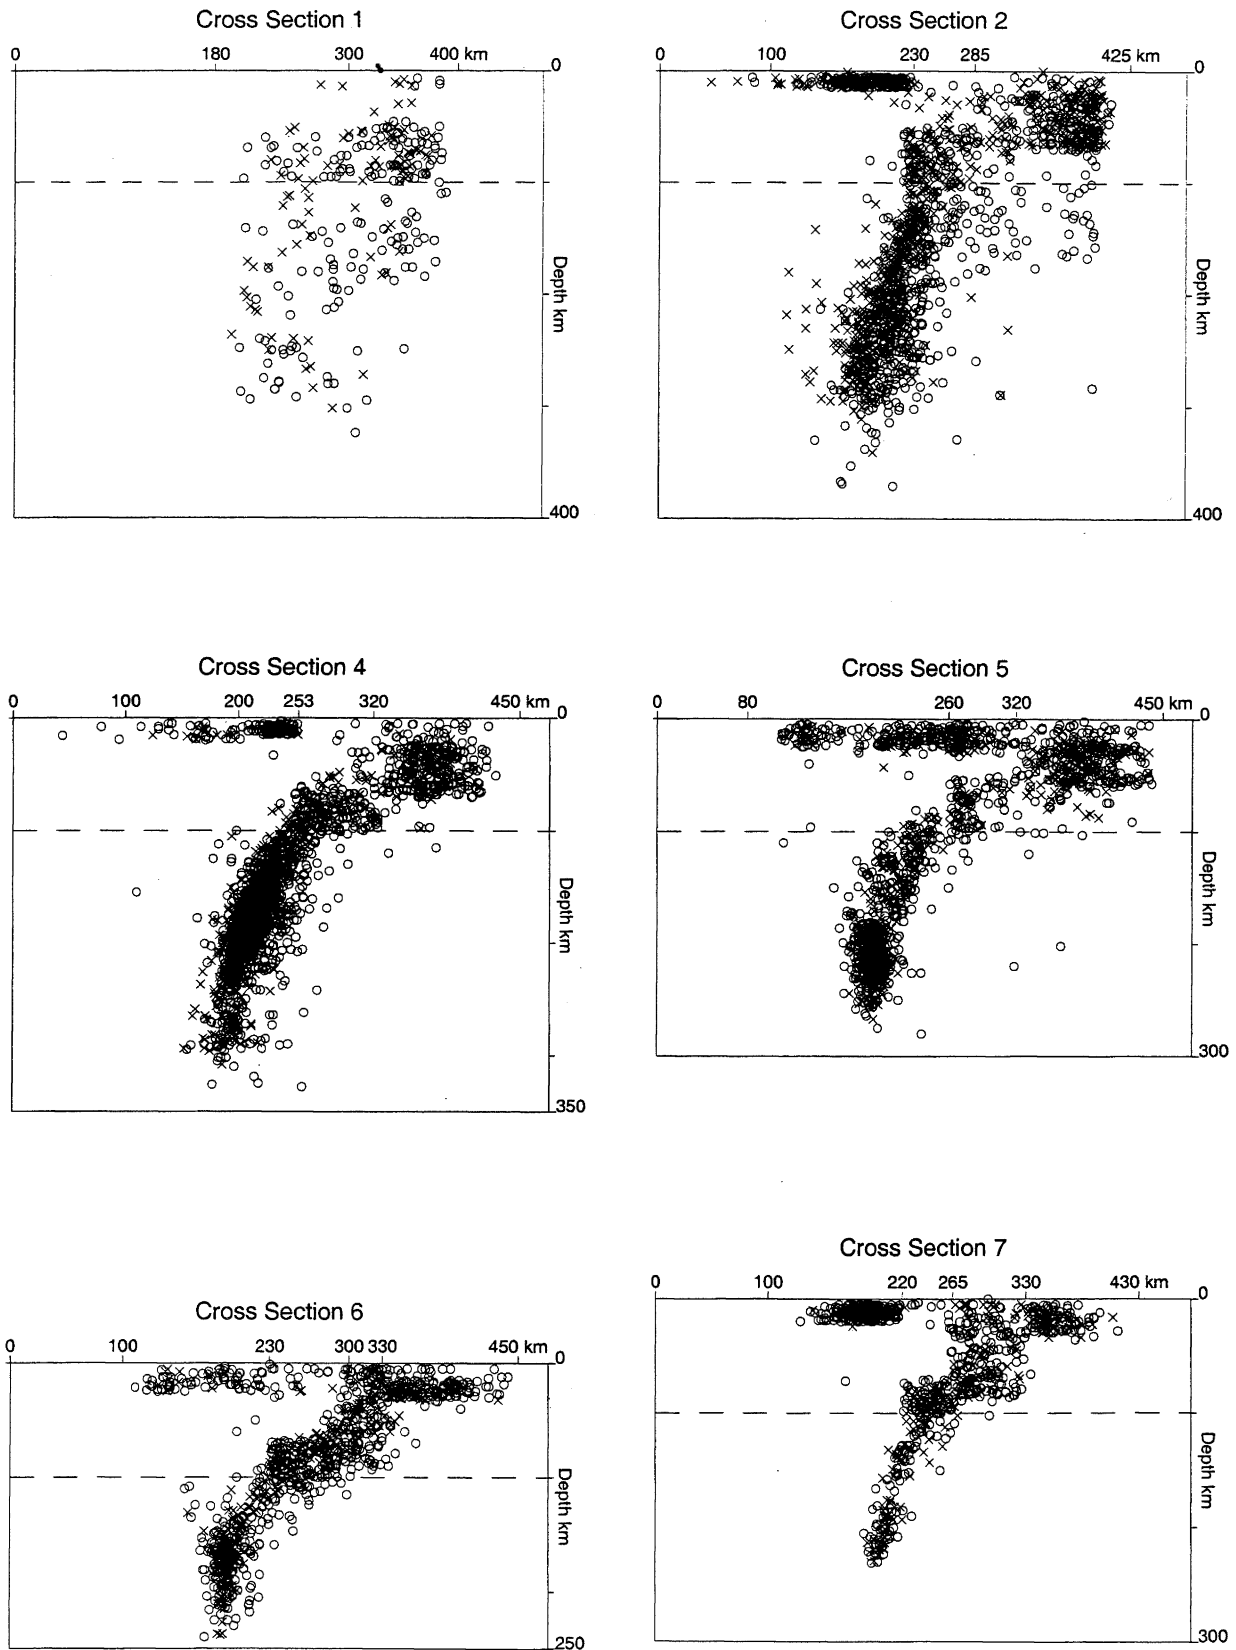 Cross Section 1
0 180 300 400 km 0
Depth km
400
Cross Section 2
0 100 230 285 425 km 0
Depth km
400
Cross Section 4
0 100 200 253 320 450 km 0
Depth km
350
Cross Section 5
0 80 260 320 450 km 0
Depth km
300
Cross Section 6
0 100 230 300 330 450 km 0
Depth km
250
Cross Section 7
0 100 220 265 330 430 km 0
Depth km
300